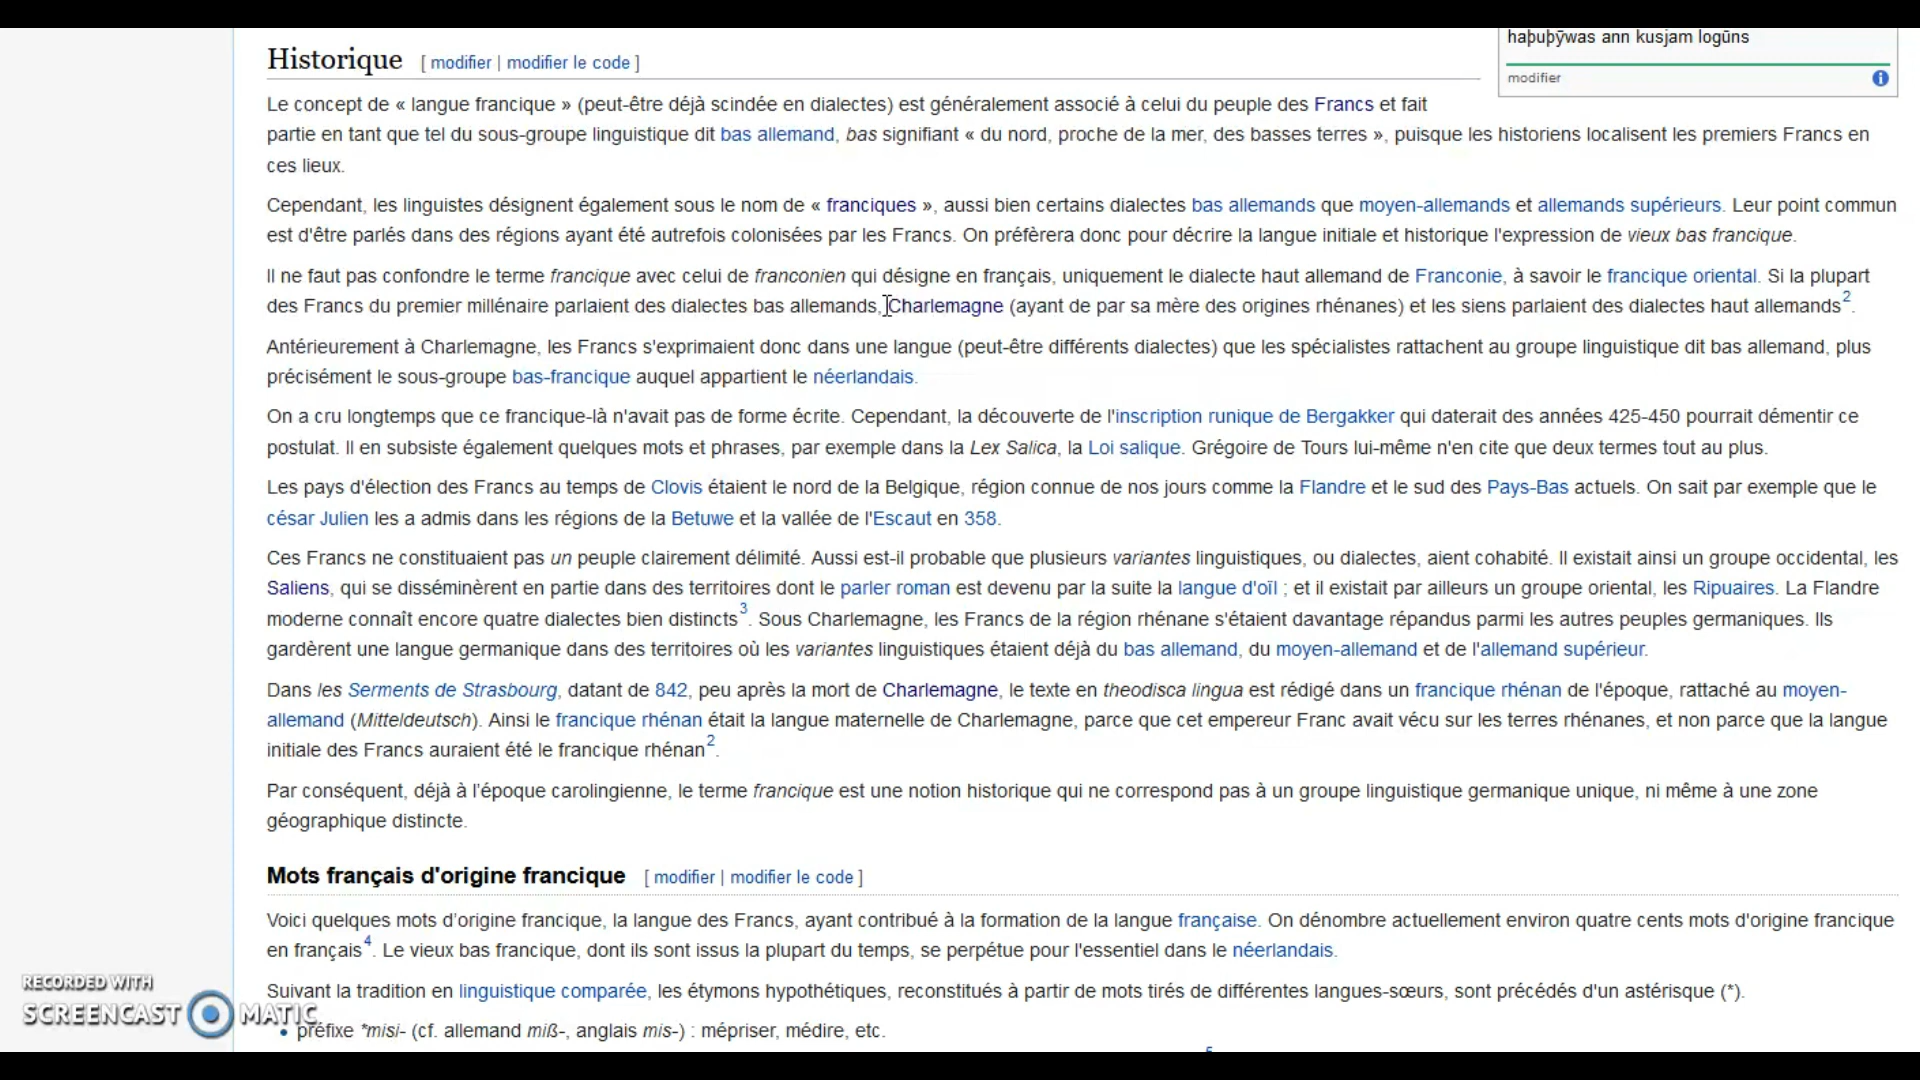 haþuþȳwas ann kusjam logūns
modifier
Historique [ modifier | modifier le code ]
Le concept de « langue francique » (peut-être déjà scindée en dialectes) est généralement associé à celui du peuple des Francs et fait
partie en tant que tel du sous-groupe linguistique dit bas allemand, bas signifiant « du nord, proche de la mer, des basses terres », puisque les historiens localisent les premiers Francs en
ces lieux.
Cependant, les linguistes désignent également sous le nom de « franciques », aussi bien certains dialectes bas allemands que moyen-allemands et allemands supérieurs. Leur point commun
est d'être parlés dans des régions ayant été autrefois colonisées par les Francs. On préfèrera donc pour décrire la langue initiale et historique l'expression de vieux bas francique.
Il ne faut pas confondre le terme francique avec celui de franconien qui désigne en français, uniquement le dialecte haut allemand de Franconie, à savoir le francique oriental. Si la plupart
des Francs du premier millénaire parlaient des dialectes bas allemands, Charlemagne (ayant de par sa mère des origines rhénanes) et les siens parlaient des dialectes haut allemands2.
Antérieurement à Charlemagne, les Francs s'exprimaient donc dans une langue (peut-être différents dialectes) que les spécialistes rattachent au groupe linguistique dit bas allemand, plus
précisément le sous-groupe bas-francique auquel appartient le néerlandais.
On a cru longtemps que ce francique-là n'avait pas de forme écrite. Cependant, la découverte de l'inscription runique de Bergakker qui daterait des années 425-450 pourrait démentir ce
postulat. Il en subsiste également quelques mots et phrases, par exemple dans la Lex Salica, la Loi salique. Grégoire de Tours lui-même n'en cite que deux termes tout au plus.
Les pays d'élection des Francs au temps de Clovis étaient le nord de la Belgique, région connue de nos jours comme la Flandre et le sud des Pays-Bas actuels. On sait par exemple que le
césar Julien les a admis dans les régions de la Betuwe et la vallée de l'Escaut en 358.
Ces Francs ne constituaient pas un peuple clairement délimité. Aussi est-il probable que plusieurs variantes linguistiques, ou dialectes, aient cohabité. Il existait ainsi un groupe occidental, les
Saliens, qui se disséminèrent en partie dans des territoires dont le parler roman est devenu par la suite la langue d'oïl ; et il existait par ailleurs un groupe oriental, les Ripuaires. La Flandre
moderne connaît encore quatre dialectes bien distincts3. Sous Charlemagne, les Francs de la région rhénane s'étaient davantage répandus parmi les autres peuples germaniques. Ils
gardèrent une langue germanique dans des territoires où les variantes linguistiques étaient déjà du bas allemand, du moyen-allemand et de l'allemand supérieur.
Dans les Serments de Strasbourg, datant de 842, peu après la mort de Charlemagne, le texte en theodisca lingua est rédigé dans un francique rhénan de l'époque, rattaché au moyen-
allemand (Mitteldeutsch). Ainsi le francique rhénan était la langue maternelle de Charlemagne, parce que cet empereur Franc avait vécu sur les terres rhénanes, et non parce que la langue
initiale des Francs auraient été le francique rhénan2.
Par conséquent, déjà à l'époque carolingienne, le terme francique est une notion historique qui ne correspond pas à un groupe linguistique germanique unique, ni même à une zone
géographique distincte.
Mots français d'origine francique [ modifier | modifier le code ]
Voici quelques mots d'origine francique, la langue des Francs, ayant contribué à la formation de la langue française. On dénombre actuellement environ quatre cents mots d'origine francique
en français4. Le vieux bas francique, dont ils sont issus la plupart du temps, se perpétue pour l'essentiel dans le néerlandais.
Suivant la tradition en linguistique comparée, les étymons hypothétiques, reconstitués à partir de mots tirés de différentes langues-sœurs, sont précédés d'un astérisque (*).
• préfixe *misi- (cf. allemand miß-, anglais mis-) : mépriser, médire, etc.
5
RECORDED WITH
SCREENCAST MATIC